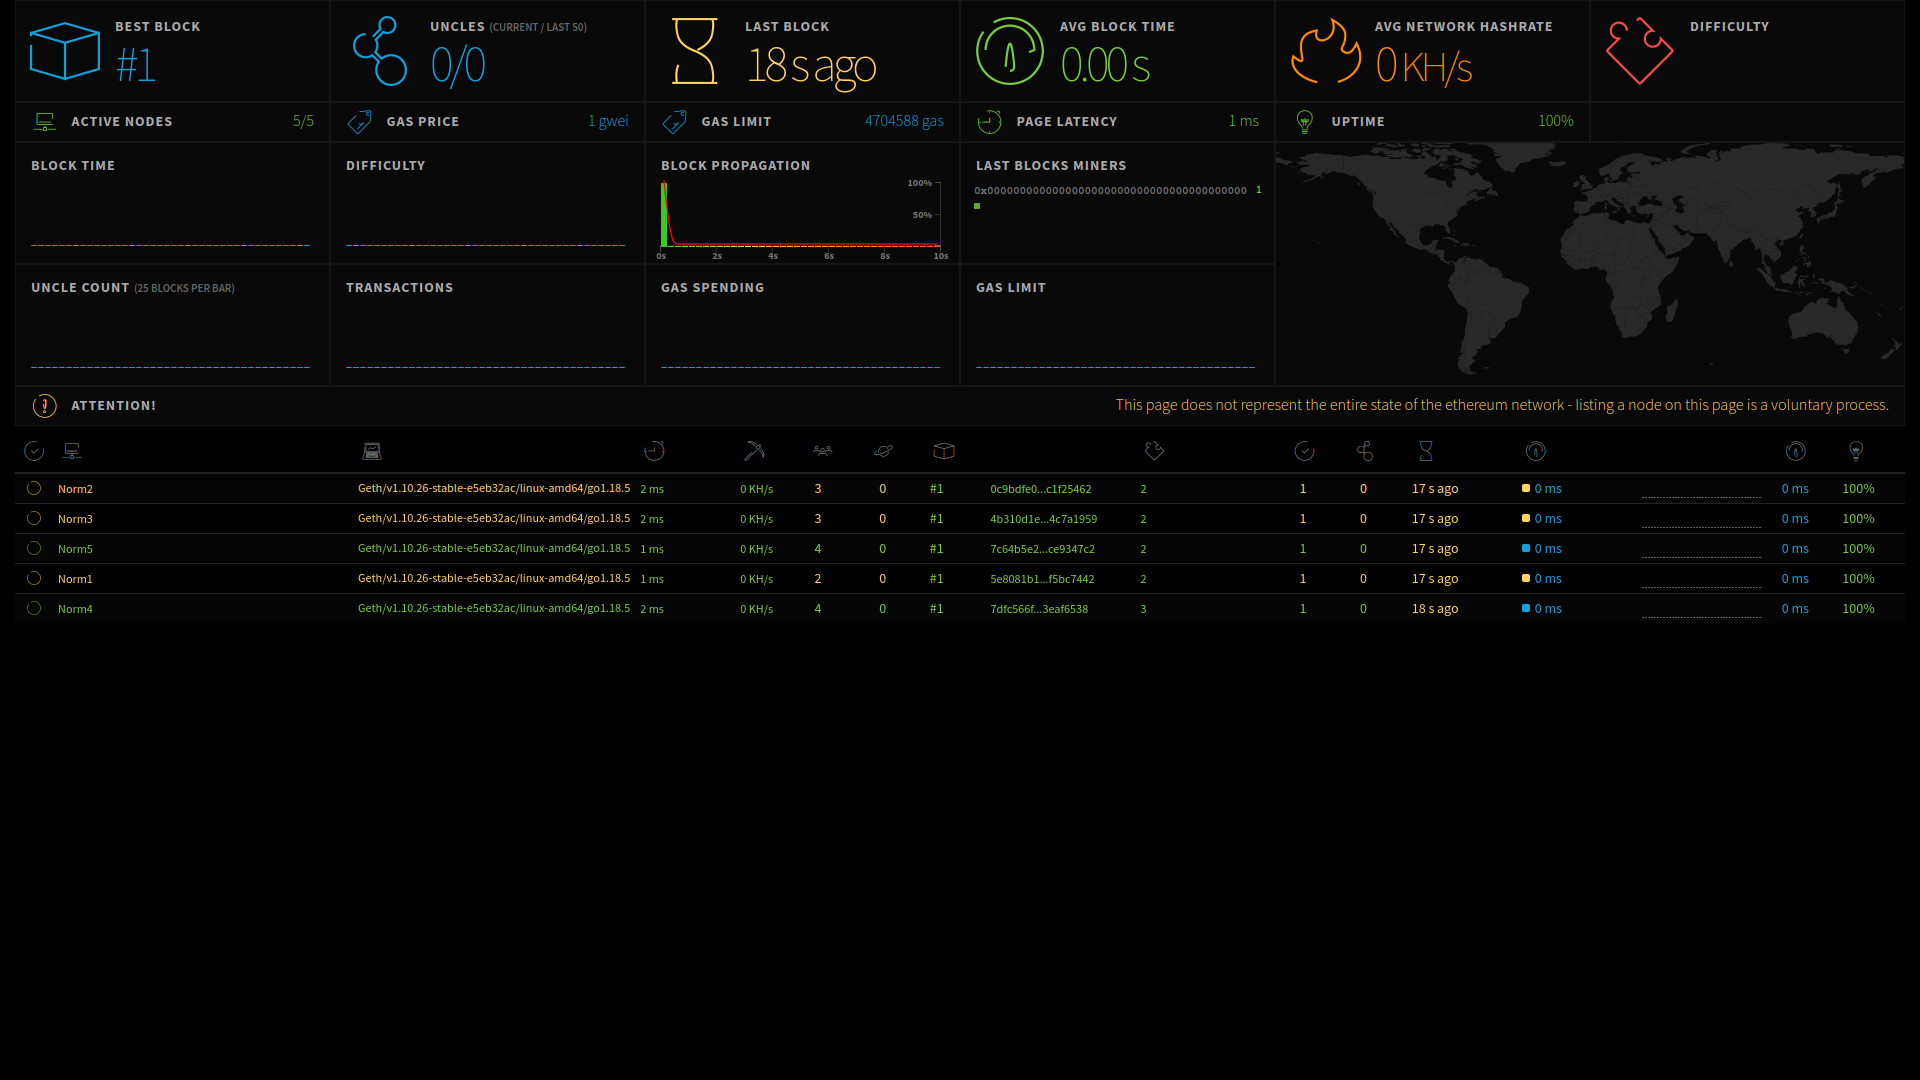 BEST BLOCK
#1
UNCLES (CURRENT / LAST 50)
0/0
LAST BLOCK
18 s ago
AVG BLOCK TIME
0.00 s
AVG NETWORK HASHRATE
0 KH/s
DIFFICULTY
ACTIVE NODES 5/5
GAS PRICE 1 gwei
GAS LIMIT 4704588 gas
PAGE LATENCY 1 ms
UPTIME 100%
BLOCK TIME
DIFFICULTY
BLOCK PROPAGATION
100%
50%
0s 2s 4s 6s 8s 10s
LAST BLOCKS MINERS
0x0000000000000000000000000000000000000000 1
UNCLE COUNT (25 BLOCKS PER BAR)
TRANSACTIONS
GAS SPENDING
GAS LIMIT
ATTENTION! This page does not represent the entire state of the ethereum network - listing a node on this page is a voluntary process.
Norm2 Geth/v1.10.26-stable-e5eb32ac/linux-amd64/go1.18.5 2 ms 0 KH/s 3 0 #1 0c9bdfe0...c1f25462 2 1 0 17 s ago 0 ms 0 ms 100%
Norm3 Geth/v1.10.26-stable-e5eb32ac/linux-amd64/go1.18.5 2 ms 0 KH/s 3 0 #1 4b310d1e...4c7a1959 2 1 0 17 s ago 0 ms 0 ms 100%
Norm5 Geth/v1.10.26-stable-e5eb32ac/linux-amd64/go1.18.5 1 ms 0 KH/s 4 0 #1 7c64b5e2...ce9347c2 2 1 0 17 s ago 0 ms 0 ms 100%
Norm1 Geth/v1.10.26-stable-e5eb32ac/linux-amd64/go1.18.5 1 ms 0 KH/s 2 0 #1 5e8081b1...f5bc7442 2 1 0 17 s ago 0 ms 0 ms 100%
Norm4 Geth/v1.10.26-stable-e5eb32ac/linux-amd64/go1.18.5 2 ms 0 KH/s 4 0 #1 7dfc566f...3eaf6538 3 1 0 18 s ago 0 ms 0 ms 100%